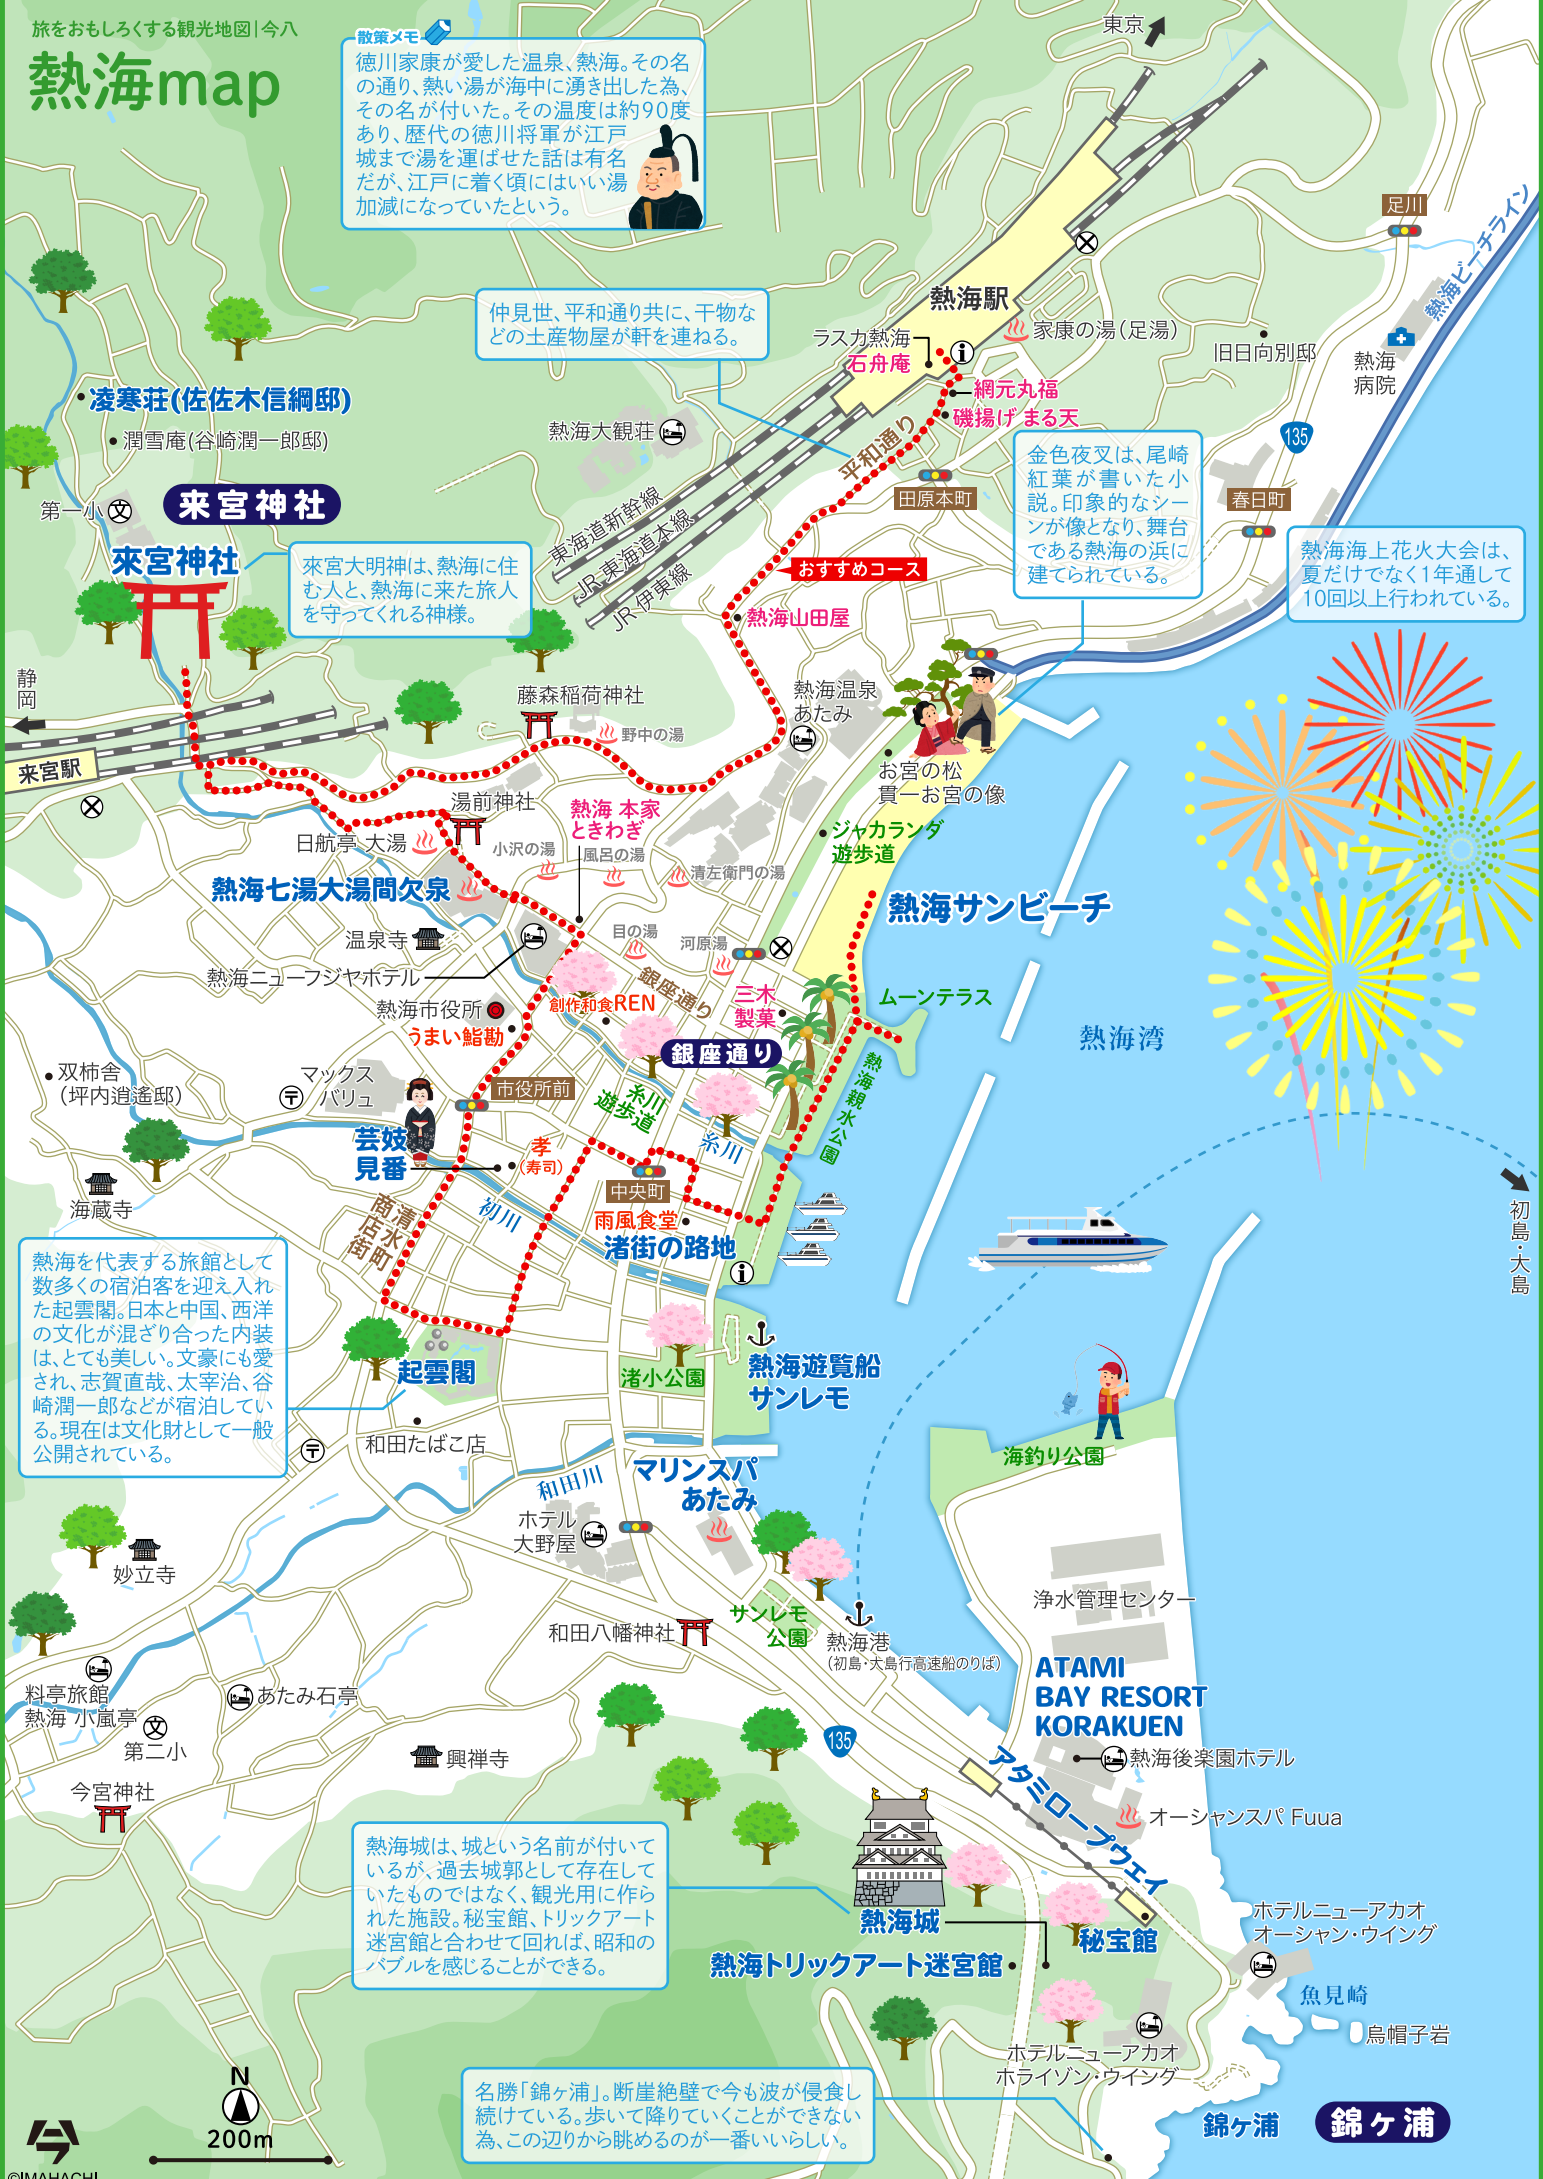 旅をおもしろくする観光地図|今八
熱海map
散策メモ
徳川家康が愛した温泉、熱海。その名
の通り、熱い湯が海中に湧き出した為、
その名が付いた。その温度は約90度
あり、歴代の徳川将軍が江戸
城まで湯を運ばせた話は有名
だが、江戸に着く頃にはいい湯
加減になっていたという。
東京
足川
熱海ビーチライン
仲見世、平和通り共に、干物な
どの土産物屋が軒を連ねる。
熱海駅
ラスカ熱海
石舟庵
家康の湯(足湯)
旧日向別邸
熱海
病院
網元丸福
磯揚げ まる天
凌寒荘(佐佐木信綱邸)
潤雪庵(谷崎潤一郎邸)
熱海大観荘
平和通り
135
田原本町
春日町
金色夜叉は、尾崎
紅葉が書いた小
説。印象的なシー
ンが像となり、舞台
である熱海の浜に
建てられている。
第一小
文
来宮神社
來宮神社
來宮大明神は、熱海に住
む人と、熱海に来た旅人
を守ってくれる神様。
東海道新幹線
JR 東海道本線
JR 伊東線
おすすめコース
熱海海上花火大会は、
夏だけでなく1年通して
10回以上行われている。
熱海山田屋
静岡
来宮駅
藤森稲荷神社
野中の湯
熱海温泉
あたみ
お宮の松
貫一お宮の像
湯前神社
熱海 本家
ときわぎ
日航亭 大湯
小沢の湯
風呂の湯
清左衛門の湯
ジャカランダ
遊歩道
熱海七湯大湯間欠泉
熱海サンビーチ
温泉寺
目の湯
河原湯
熱海ニューフジヤホテル
銀座通り
熱海市役所
創作和食REN
うまい鮨勘
三木
製菓
ムーンテラス
熱海湾
銀座通り
双柿舎
(坪内逍遙邸)
マックス
バリュ
市役所前
糸川
遊歩道
熱海親水公園
糸川
芸妓
見番
孝
(寿司)
中央町
海蔵寺
清水町
商店街
初川
雨風食堂
渚街の路地
初島・大島
熱海を代表する旅館として
数多くの宿泊客を迎え入れ
た起雲閣。日本と中国、西洋
の文化が混ざり合った内装
は、とても美しい。文豪にも愛
され、志賀直哉、太宰治、谷
崎潤一郎などが宿泊してい
る。現在は文化財として一般
公開されている。
起雲閣
渚小公園
熱海遊覧船
サンレモ
和田たばこ店
海釣り公園
和田川
マリンスパ
あたみ
ホテル
大野屋
妙立寺
浄水管理センター
サンレモ
公園
和田八幡神社
熱海港
(初島・大島行高速船のりば)
ATAMI
BAY RESORT
KORAKUEN
料亭旅館
熱海 小嵐亭
あたみ石亭
文
第二小
135
興禅寺
熱海後楽園ホテル
アタミロープウェイ
今宮神社
オーシャンスパ Fuua
熱海城は、城という名前が付いて
いるが、過去城郭として存在して
いたものではなく、観光用に作ら
れた施設。秘宝館、トリックアート
迷宮館と合わせて回れば、昭和の
バブルを感じることができる。
熱海城
秘宝館
ホテルニューアカオ
オーシャン・ウイング
熱海トリックアート迷宮館
魚見崎
烏帽子岩
ホテルニューアカオ
ホライゾン・ウイング
N
200m
名勝「錦ヶ浦」。断崖絶壁で今も波が侵食し
続けている。歩いて降りていくことができない
為、この辺りから眺めるのが一番いいらしい。
錦ヶ浦
錦ヶ浦
©IMAHACHI